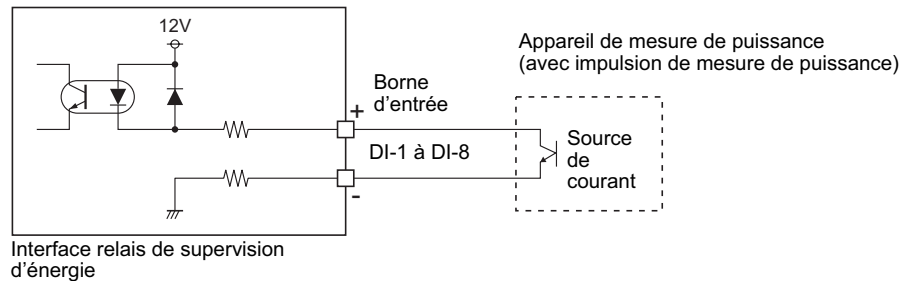 12V
Appareil de mesure de puissance
(avec impulsion de mesure de puissance)
Borne
d'entrée
+
DI-1 à DI-8
-
Source
de
courant
Interface relais de supervision
d'énergie